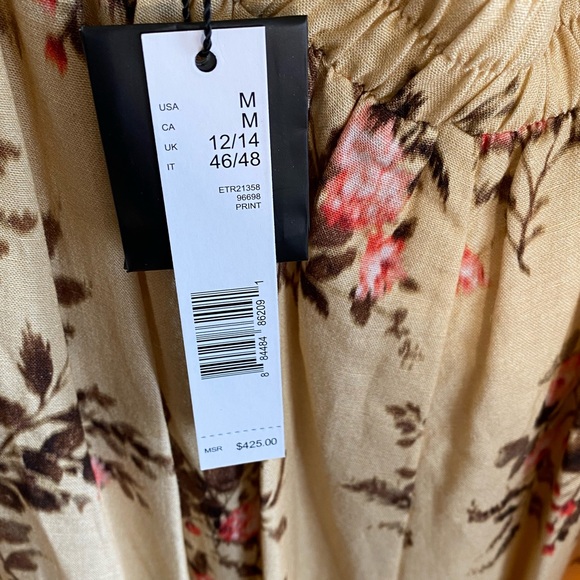 USA M
CA M
UK 12/14
IT 46/48
ETR21358
96698
PRINT
8 84484 86209 1
MSR $425.00